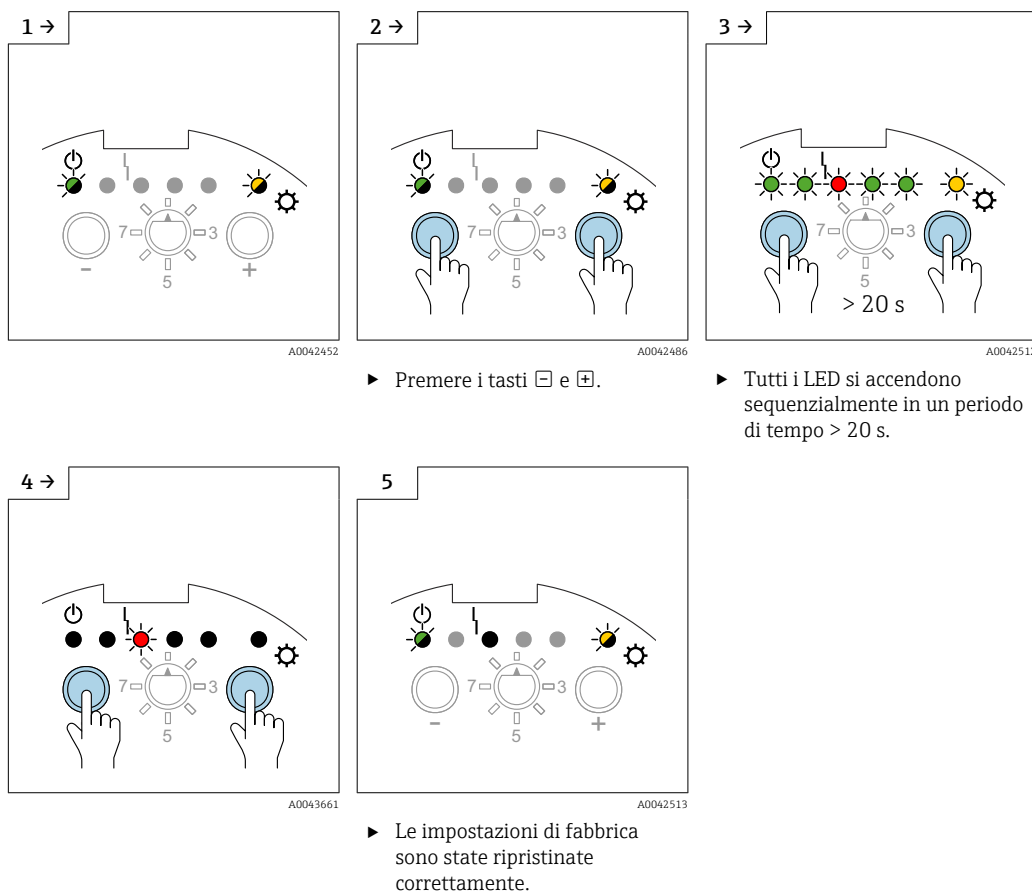 1 →
7
3
5
–
+
A0042452
2 →
7
3
5
A0042486
► Premere i tasti ⊟ e ⊞.
3 →
7
3
5
> 20 s
A0042512
► Tutti i LED si accendono
sequenzialmente in un periodo
di tempo > 20 s.
4 →
7
3
5
A0043661
5
7
3
5
–
+
A0042513
► Le impostazioni di fabbrica
sono state ripristinate
correttamente.